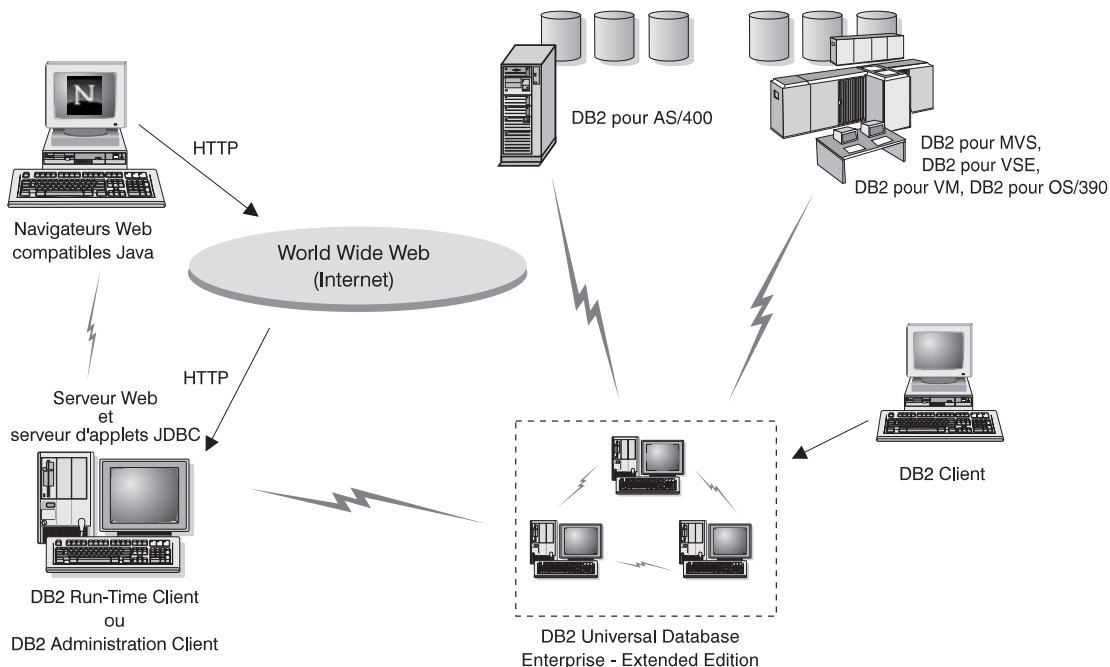 N
HTTP
Navigateurs Web
compatibles Java
DB2 pour AS/400
DB2 pour MVS,
DB2 pour VSE,
DB2 pour VM, DB2 pour OS/390
World Wide Web
(Internet)
HTTP
Serveur Web
et
serveur d'applets JDBC
DB2 Client
DB2 Run-Time Client
ou
DB2 Administration Client
DB2 Universal Database
Enterprise - Extended Edition